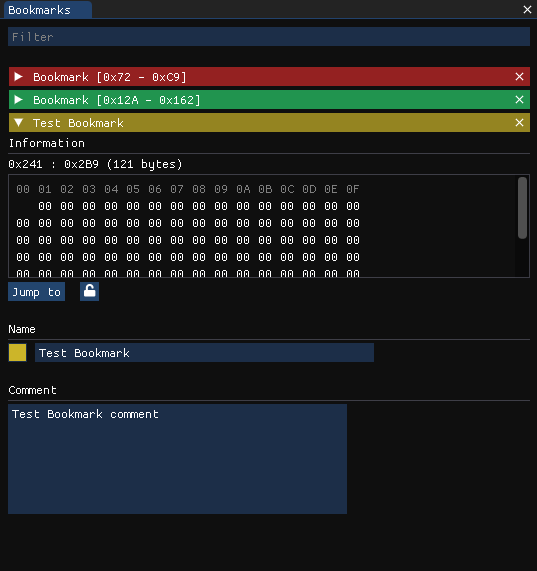 Bookmarks
Filter
Bookmark [0x72 - 0xC9]
Bookmark [0x12A - 0x162]
Test Bookmark
Information
0x241 : 0x2B9 (121 bytes)
00 01 02 03 04 05 06 07 08 09 0A 0B 0C 0D 0E 0F
00 00 00 00 00 00 00 00 00 00 00 00 00 00 00
00 00 00 00 00 00 00 00 00 00 00 00 00 00 00 00
00 00 00 00 00 00 00 00 00 00 00 00 00 00 00 00
00 00 00 00 00 00 00 00 00 00 00 00 00 00 00 00
00 00 00 00 00 00 00 00 00 00 00 00 00 00 00 00
Jump to
Name
Test Bookmark
Comment
Test Bookmark comment